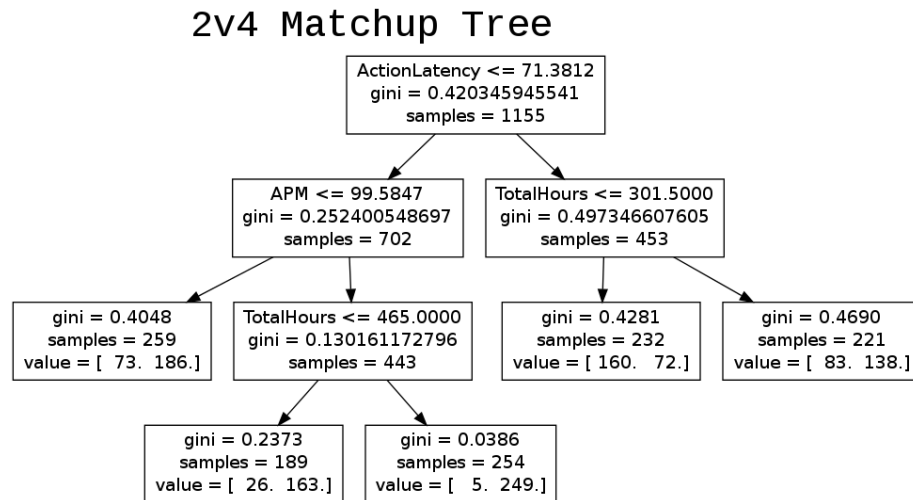 2v4 Matchup Tree
ActionLatency <= 71.3812
gini = 0.420345945541
samples = 1155
APM <= 99.5847
gini = 0.252400548697
samples = 702
TotalHours <= 301.5000
gini = 0.497346607605
samples = 453
gini = 0.4048
samples = 259
value = [  73.  186.]
TotalHours <= 465.0000
gini = 0.130161172796
samples = 443
gini = 0.4281
samples = 232
value = [ 160.   72.]
gini = 0.4690
samples = 221
value = [  83.  138.]
gini = 0.2373
samples = 189
value = [  26.  163.]
gini = 0.0386
samples = 254
value = [   5.  249.]